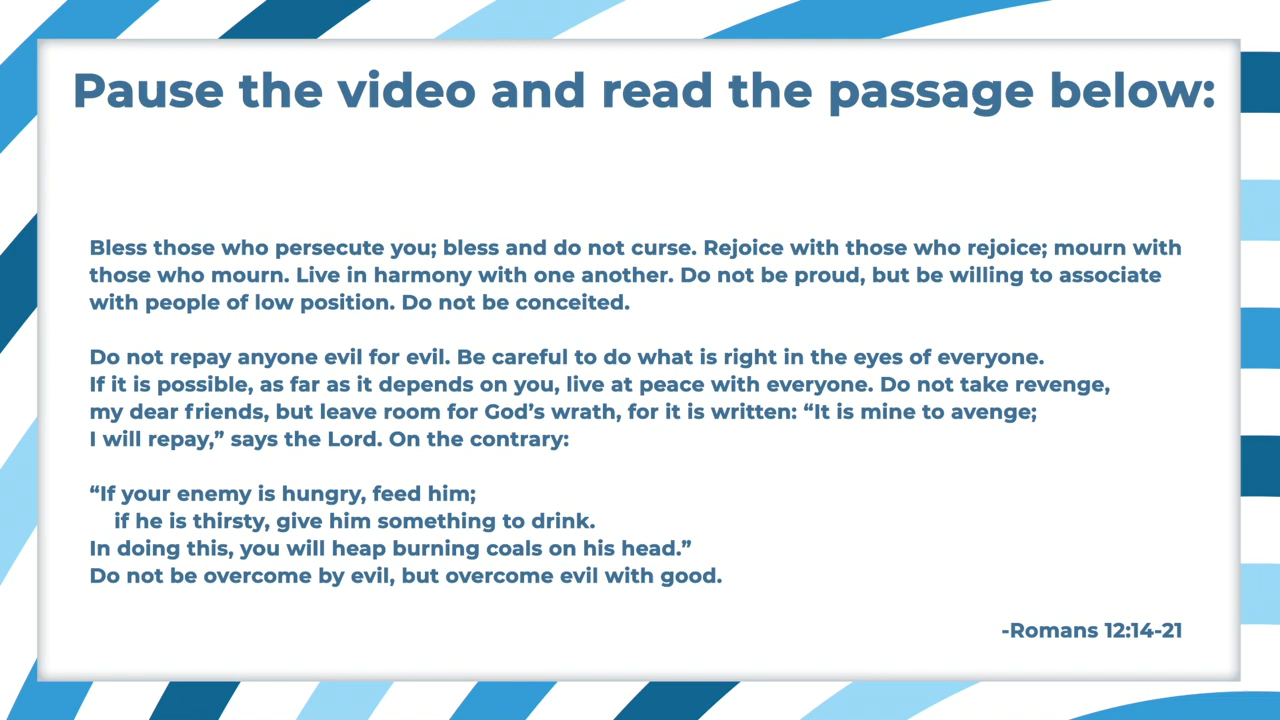 Pause the video and read the passage below:
Bless those who persecute you; bless and do not curse. Rejoice with those who rejoice; mourn with
those who mourn. Live in harmony with one another. Do not be proud, but be willing to associate
with people of low position. Do not be conceited.
Do not repay anyone evil for evil. Be careful to do what is right in the eyes of everyone.
If it is possible, as far as it depends on you, live at peace with everyone. Do not take revenge,
my dear friends, but leave room for God’s wrath, for it is written: “It is mine to avenge;
I will repay,” says the Lord. On the contrary:
“If your enemy is hungry, feed him;
if he is thirsty, give him something to drink.
In doing this, you will heap burning coals on his head.”
Do not be overcome by evil, but overcome evil with good.
-Romans 12:14-21